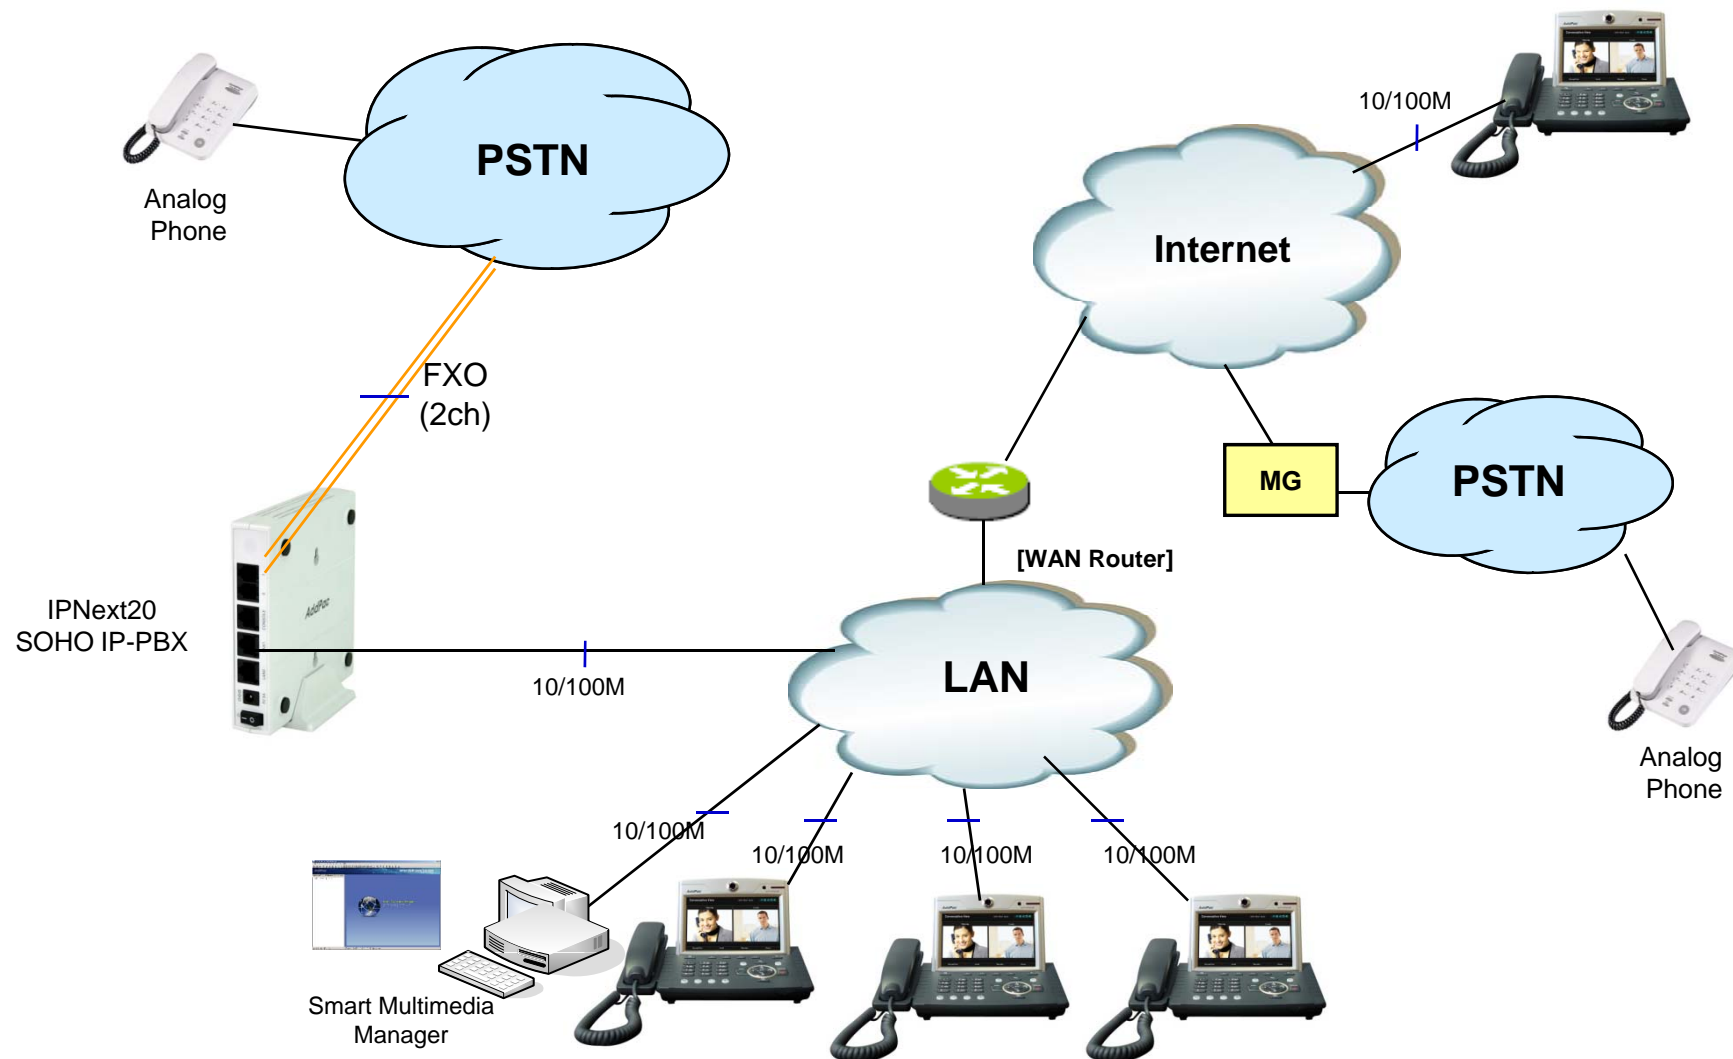 10/100M
PSTN
Analog
Phone
Internet
FXO
(2ch)
MG
PSTN
[WAN Router]
IPNext20
SOHO IP-PBX
AddPac
LAN
10/100M
Analog
Phone
10/100M
10/100M
10/100M
10/100M
Smart Multimedia
Manager